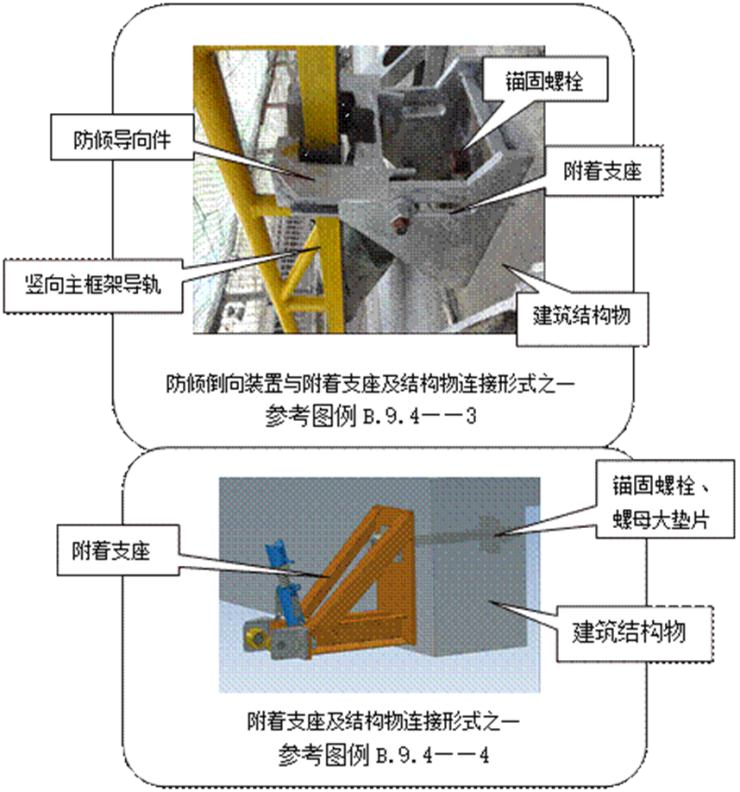 锚固螺栓
防倾导向件
附着支座
竖向主框架导轨
建筑结构物
防倾倒向装置与附着支座及结构物连接形式之一
参考图例 B.9.4——3
锚固螺栓、
螺母大垫片
附着支座
建筑结构物
附着支座及结构物连接形式之一
参考图例 B.9.4——4